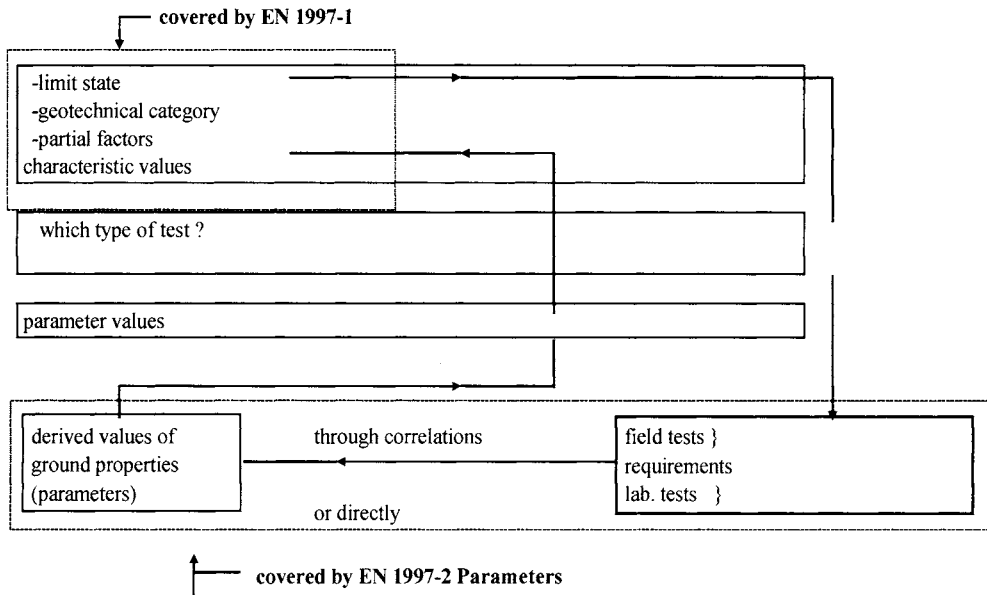 covered by EN 1997-1
-limit state
-geotechnical category
-partial factors
characteristic values
which type of test ?
parameter values
derived values of
ground properties
(parameters)
through correlations
or directly
field tests }
requirements
lab. tests }
covered by EN 1997-2 Parameters